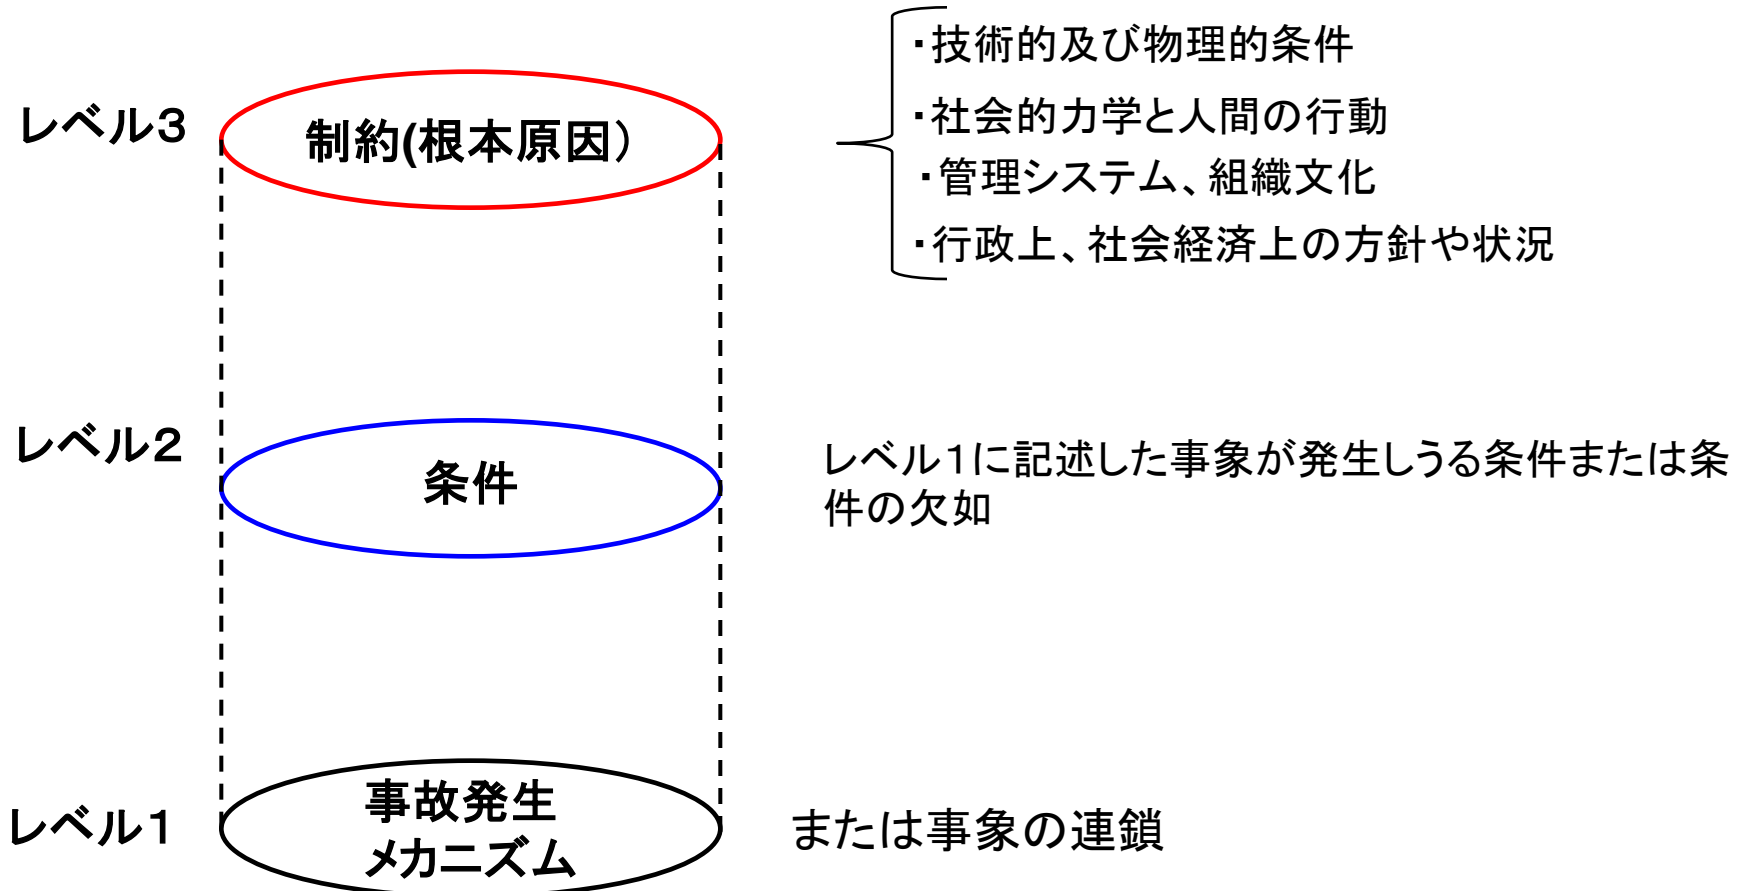 ・技術的及び物理的条件
レベル３
制約(根本原因）
・社会的力学と人間の行動
・管理システム、組織文化
・行政上、社会経済上の方針や状況
レベル２
条件
レベル１に記述した事象が発生しうる条件または条
件の欠如
レベル１
事故発生
メカニズム
または事象の連鎖